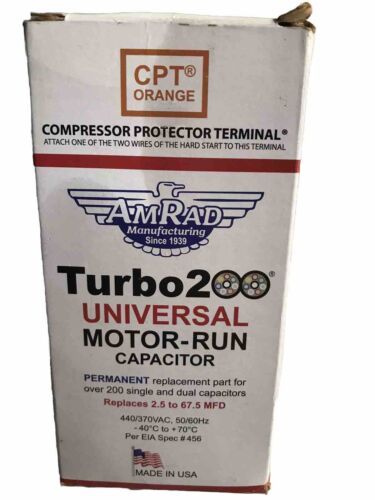 CPT®
ORANGE
COMPRESSOR PROTECTOR TERMINAL®
ATTACH ONE OF THE TWO WIRES OF THE HARD START TO THIS TERMINAL
AMRAD
Manufacturing
Since 1939
Turbo200®
UNIVERSAL
MOTOR-RUN
CAPACITOR
PERMANENT replacement part for
over 200 single and dual capacitors
Replaces 2.5 to 67.5 MFD
440/370VAC, 50/60Hz
- 40°C to +70°C
Per EIA Spec # 456
MADE IN USA